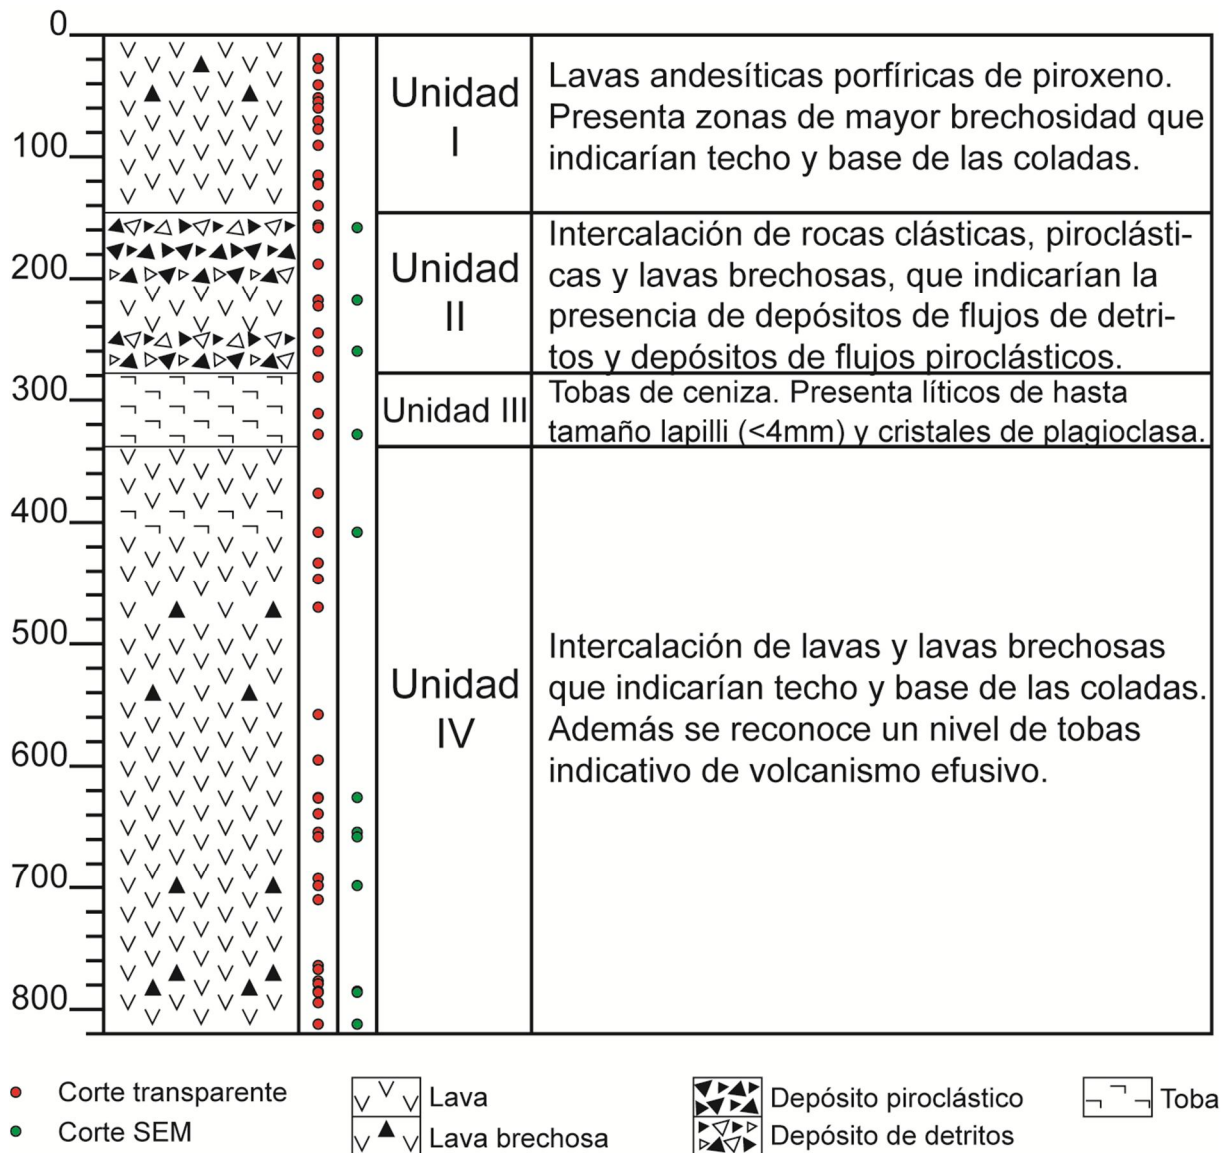 0
100
200
300
400
500
600
700
800
Unidad
I
Lavas andesíticas porfíricas de piroxeno.
Presenta zonas de mayor brechosidad que
indicarían techo y base de las coladas.
Unidad
II
Intercalación de rocas clásticas, piroclásti-
cas y lavas brechosas, que indicarían la
presencia de depósitos de flujos de detri-
tos y depósitos de flujos piroclásticos.
Unidad III
Tobas de ceniza. Presenta líticos de hasta
tamaño lapilli (<4mm) y cristales de plagioclasa.
Unidad
IV
Intercalación de lavas y lavas brechosas
que indicarían techo y base de las coladas.
Además se reconoce un nivel de tobas
indicativo de volcanismo efusivo.
Corte transparente
Corte SEM
Lava
Lava brechosa
Depósito piroclástico
Depósito de detritos
Toba